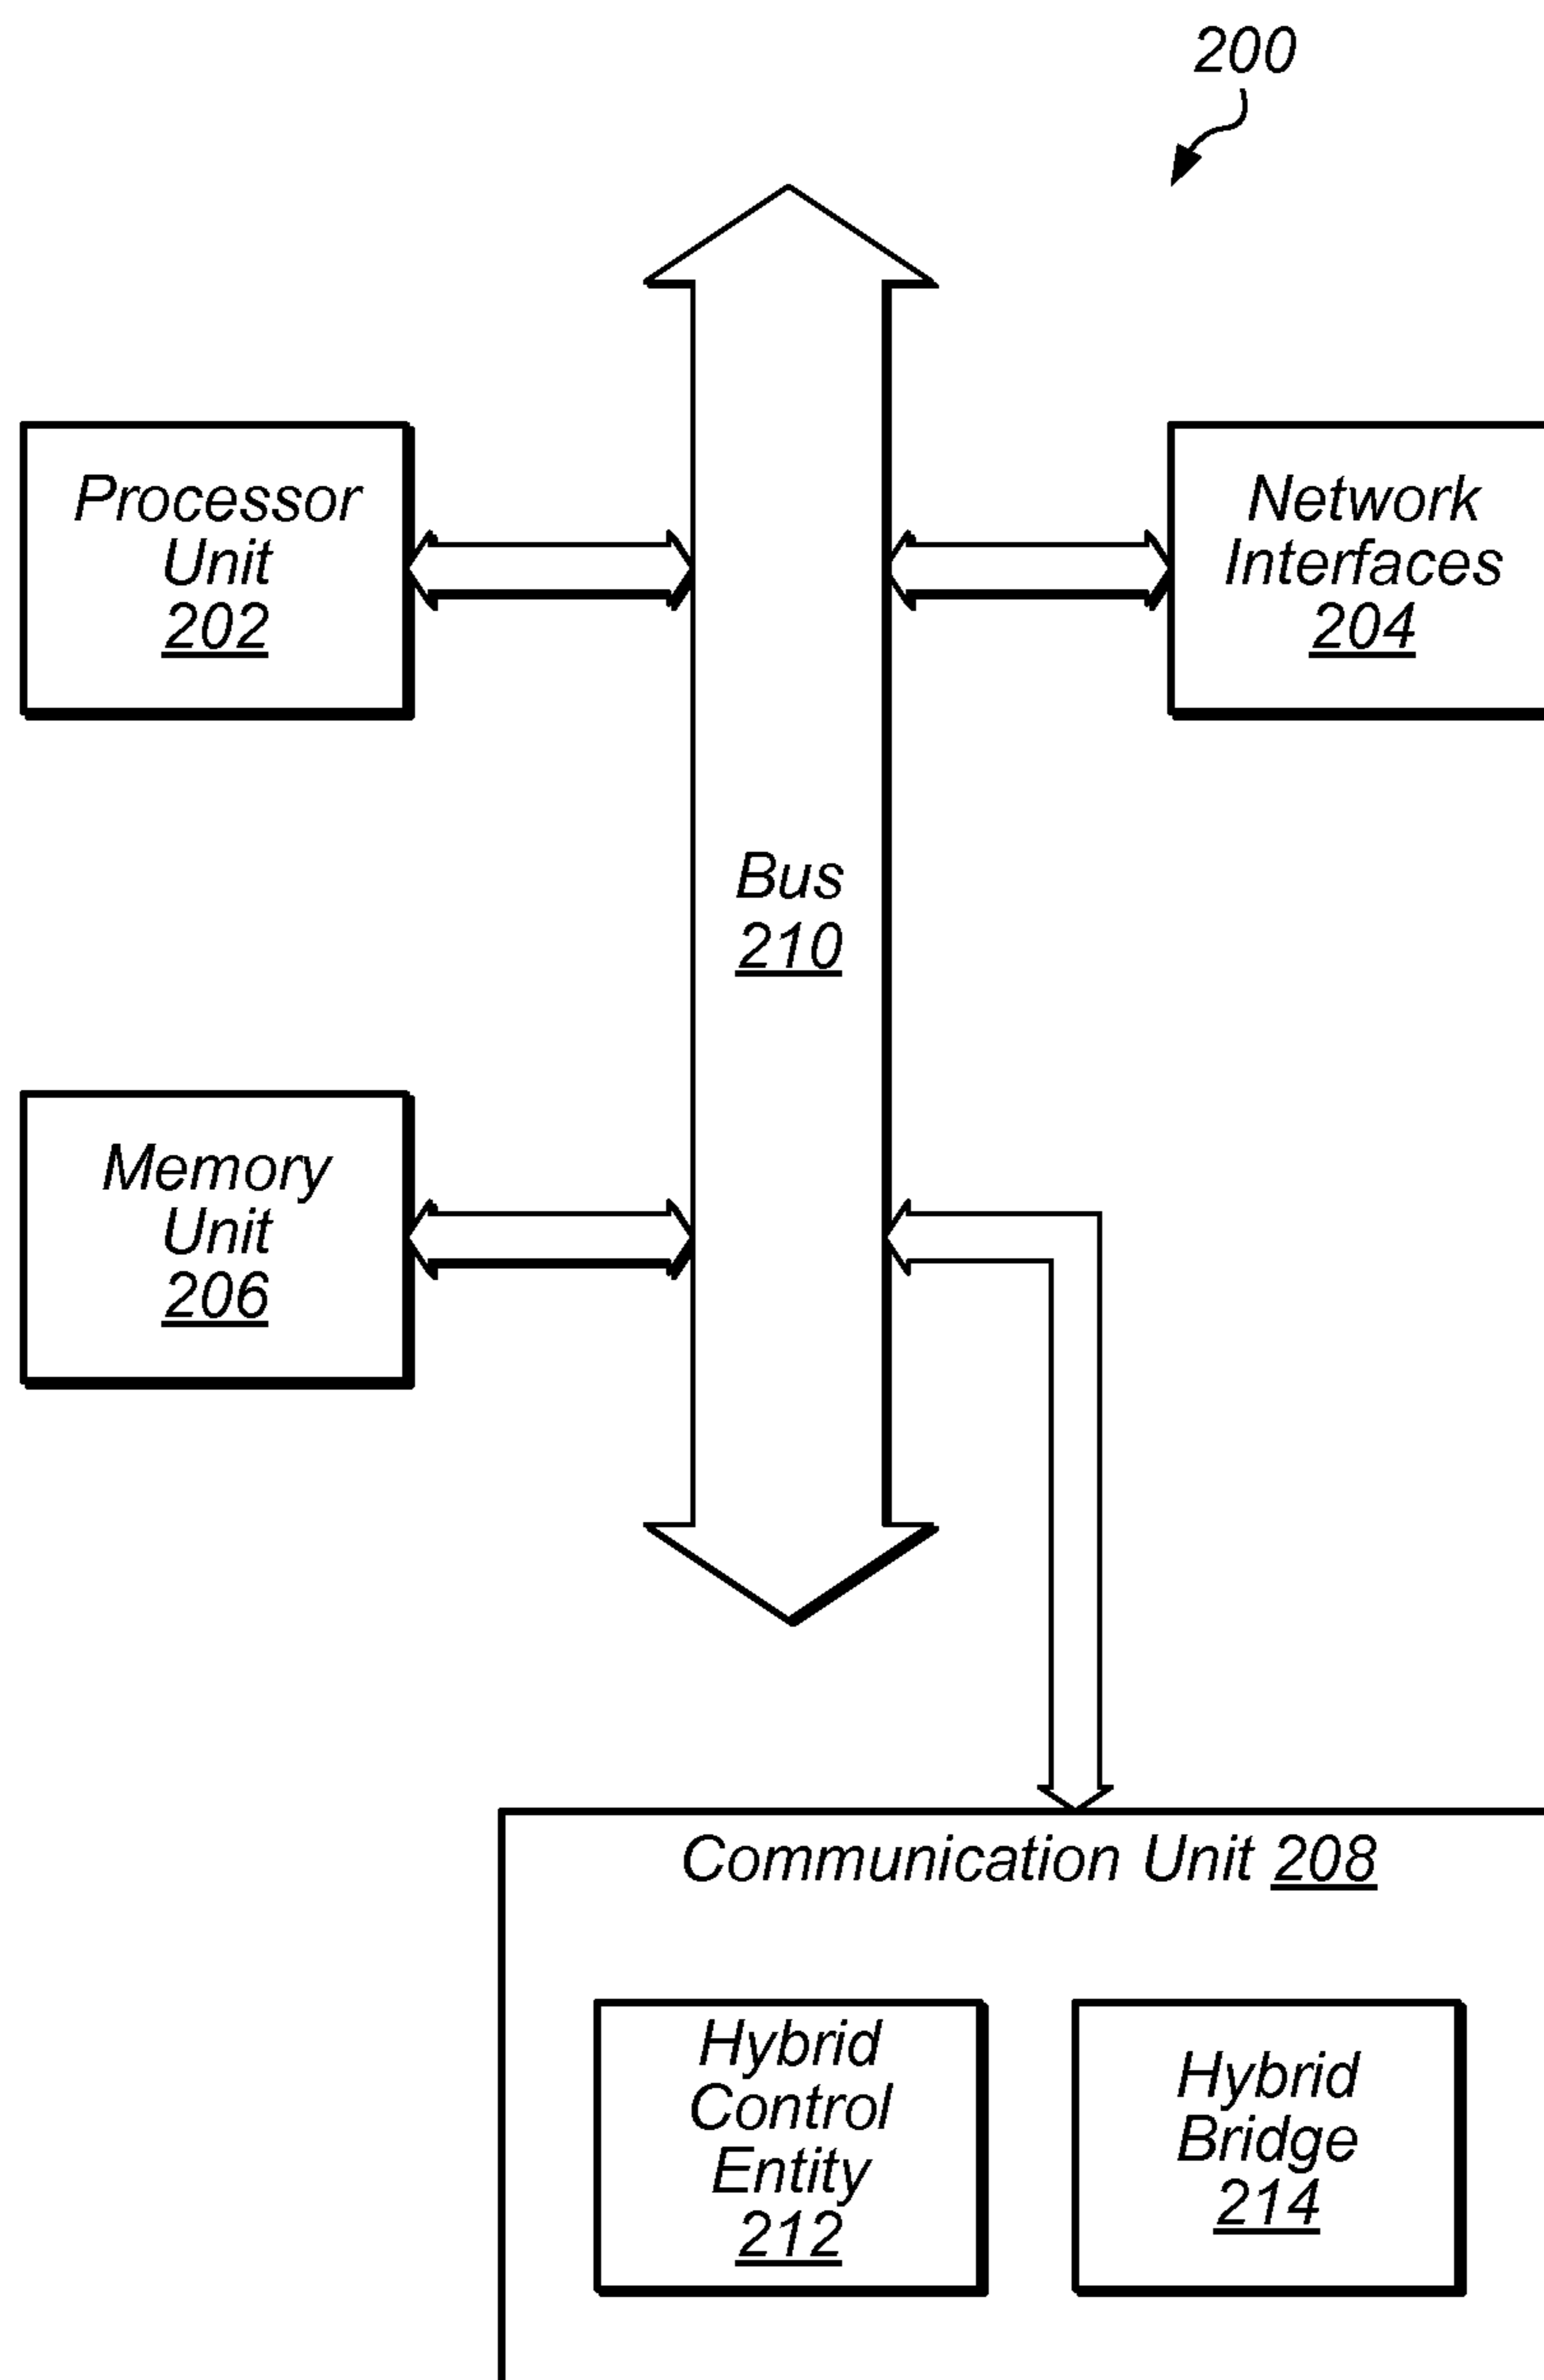 200
Processor
Unit
202
Network
Interfaces
204
Bus
210
Memory
Unit
206
Communication Unit 208
Hybrid
Control
Entity
212
Hybrid
Bridge
214